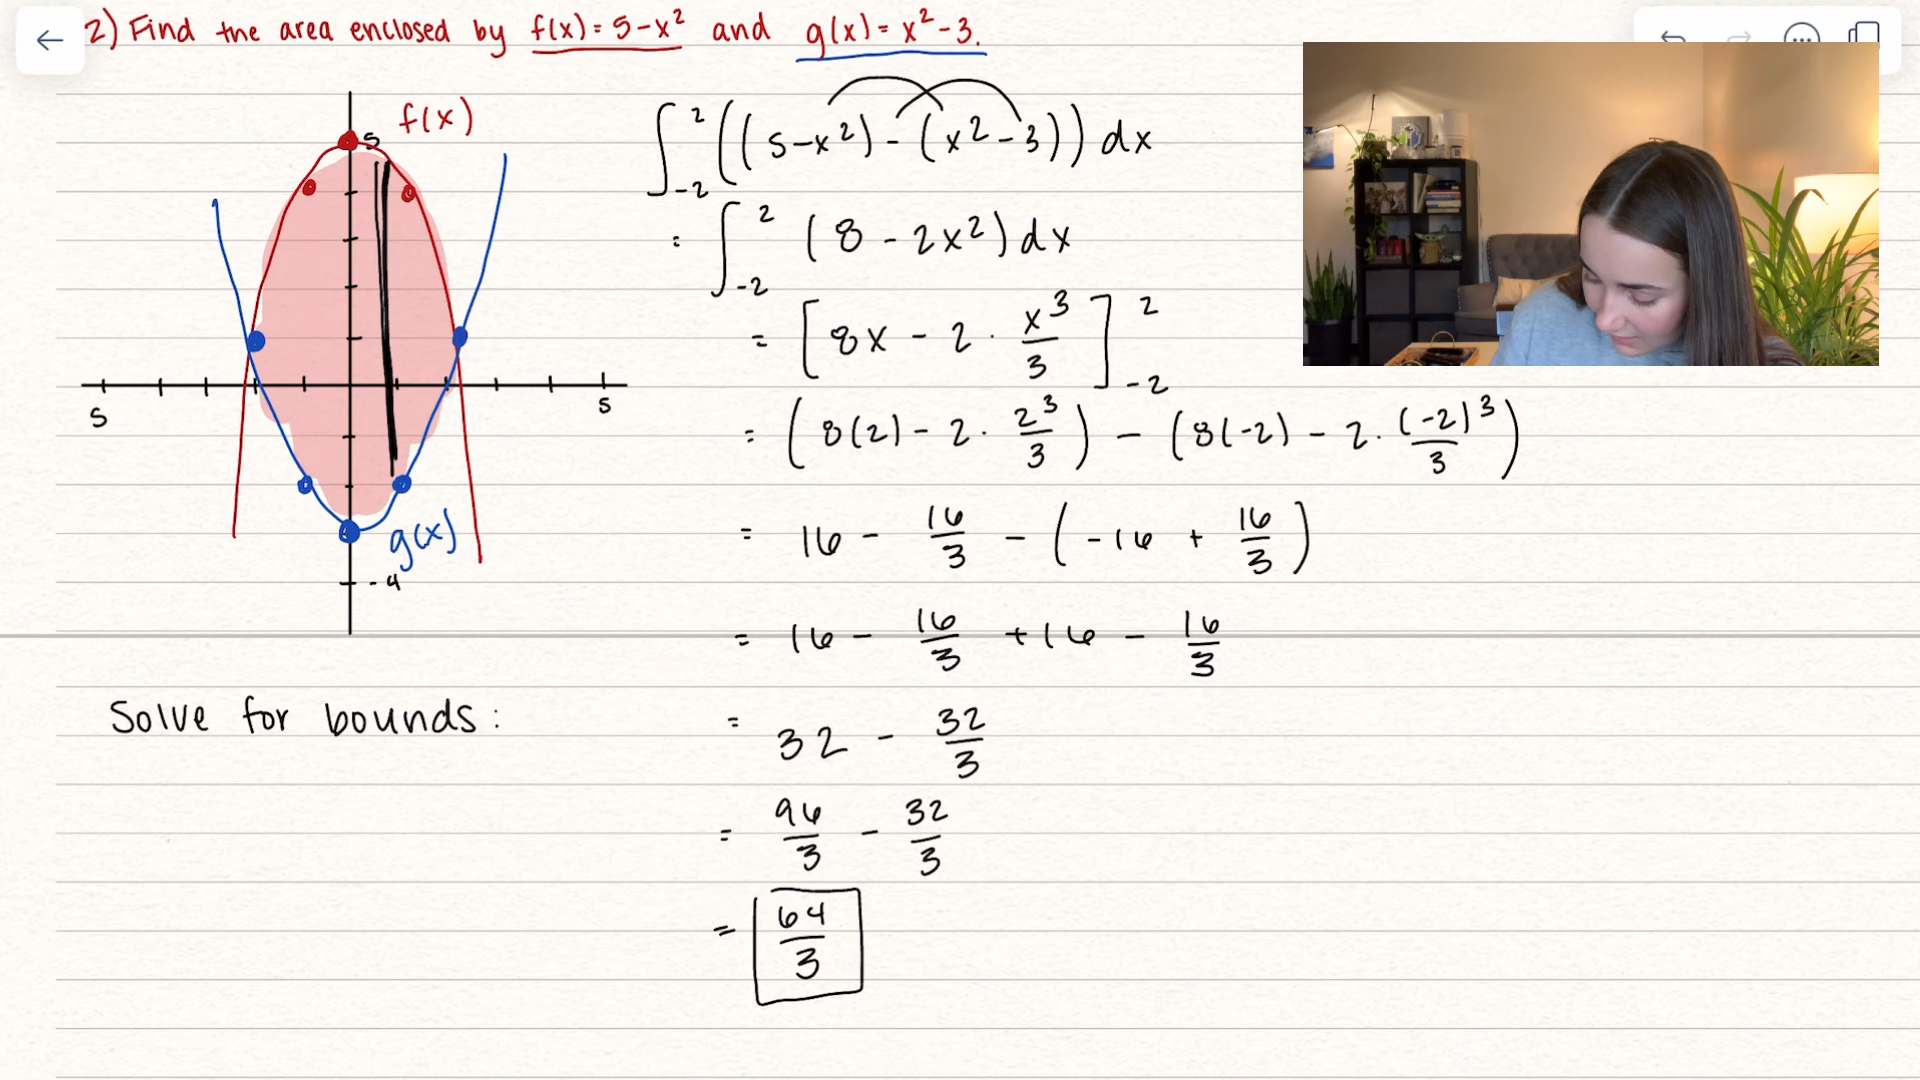 2) Find the area enclosed by f(x) = 5-x² and g(x) = x²-3.
f(x)
5
5
5
g(x)
-4
∫₋₂² ((5-x²) - (x²-3)) dx
= ∫₋₂² (8 - 2x²) dx
= [8x - 2 · x³/3]₋₂²
= (8(2) - 2 · 2³/3) - (8(-2) - 2 · (-2)³/3)
= 16 - 16/3 - (-16 + 16/3)
= 16 - 16/3 + 16 - 16/3
= 32 - 32/3
= 96/3 - 32/3
= 64/3
Solve for bounds: